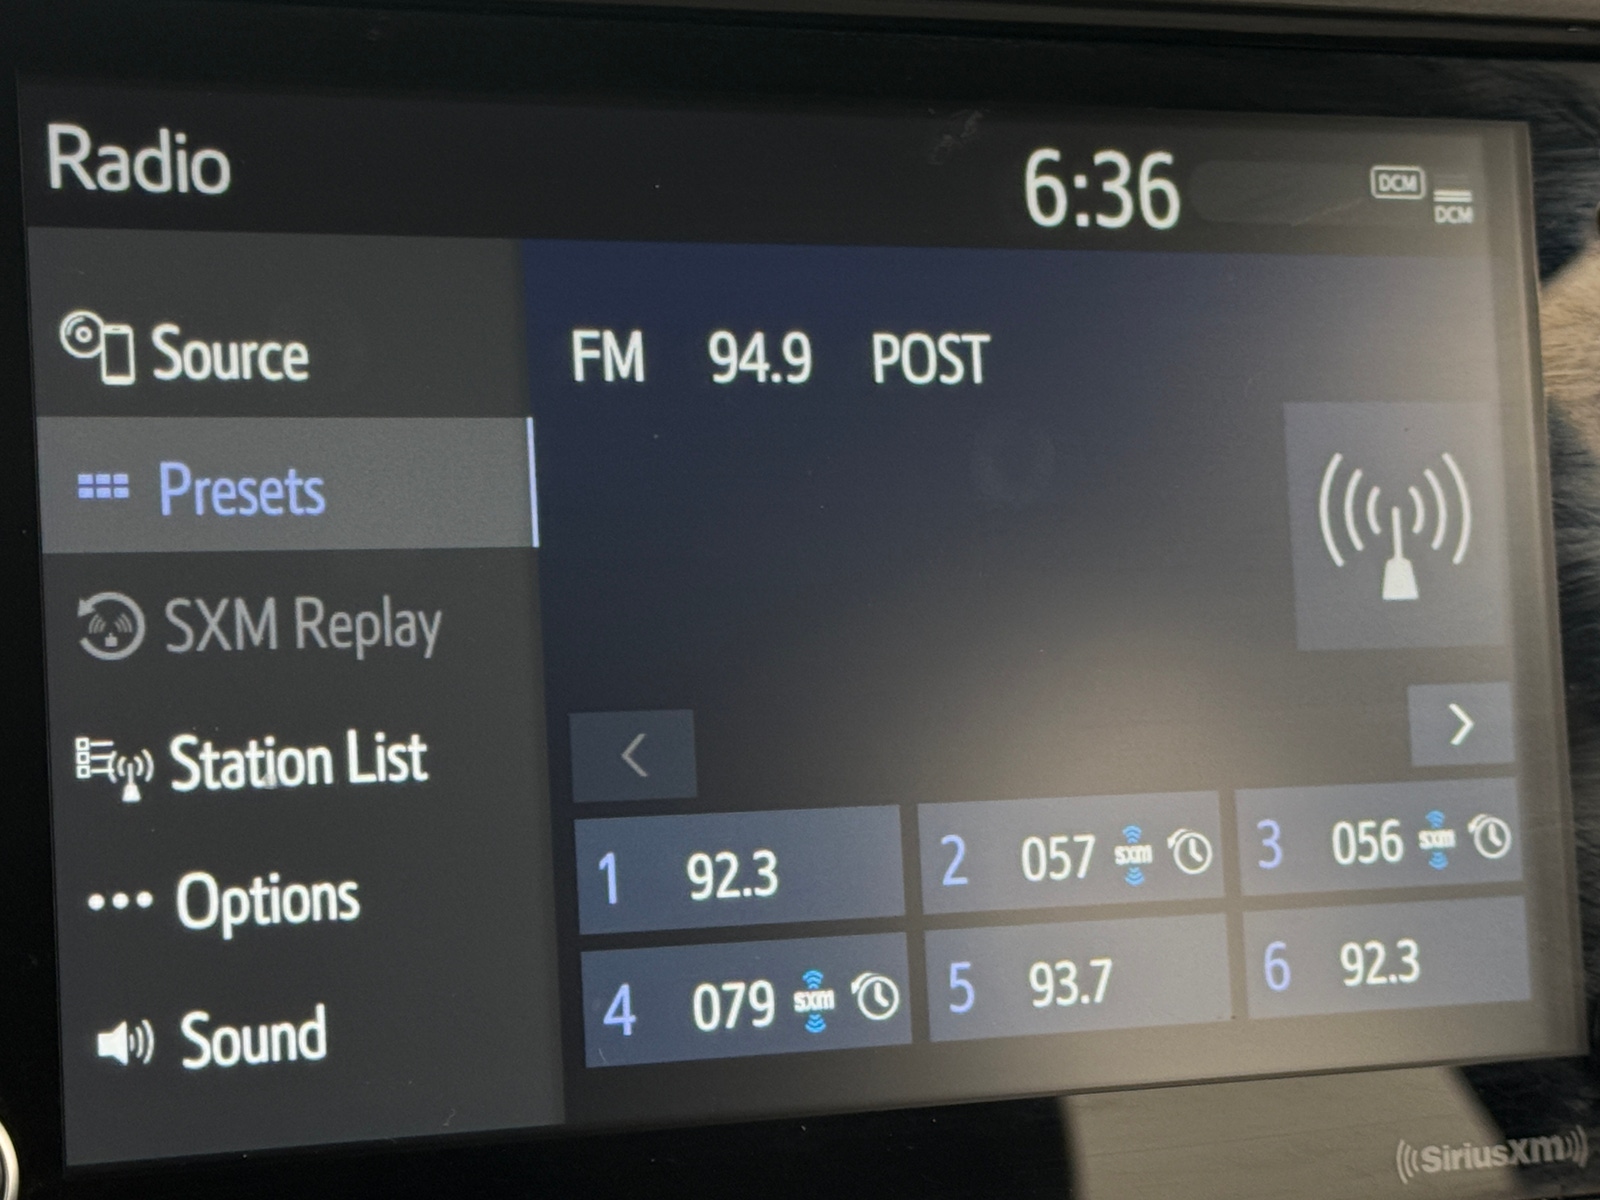 Radio
6:36
DCM
DCM
Source
FM 94.9 POST
Presets
SXM Replay
Station List
Options
Sound
1 92.3
2 057 sxm
3 056 sxm
4 079 sxm
5 93.7
6 92.3
SiriusXM